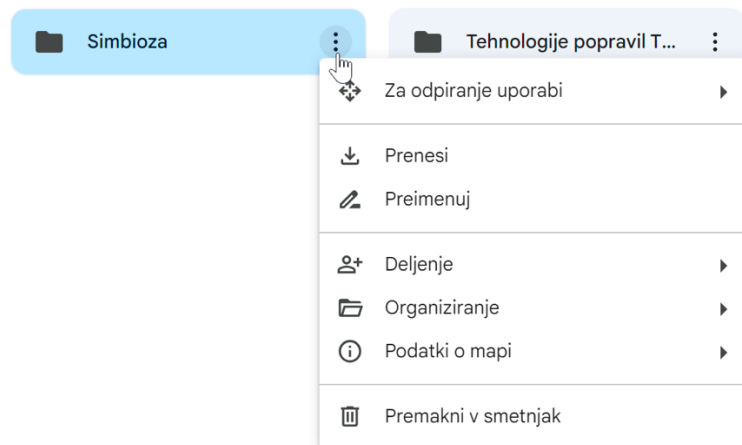 Simbioza
Tehnologije popravil T...
Za odpiranje uporabi
Prenesi
Preimenuj
Deljenje
Organiziranje
Podatki o mapi
Premakni v smetnjak